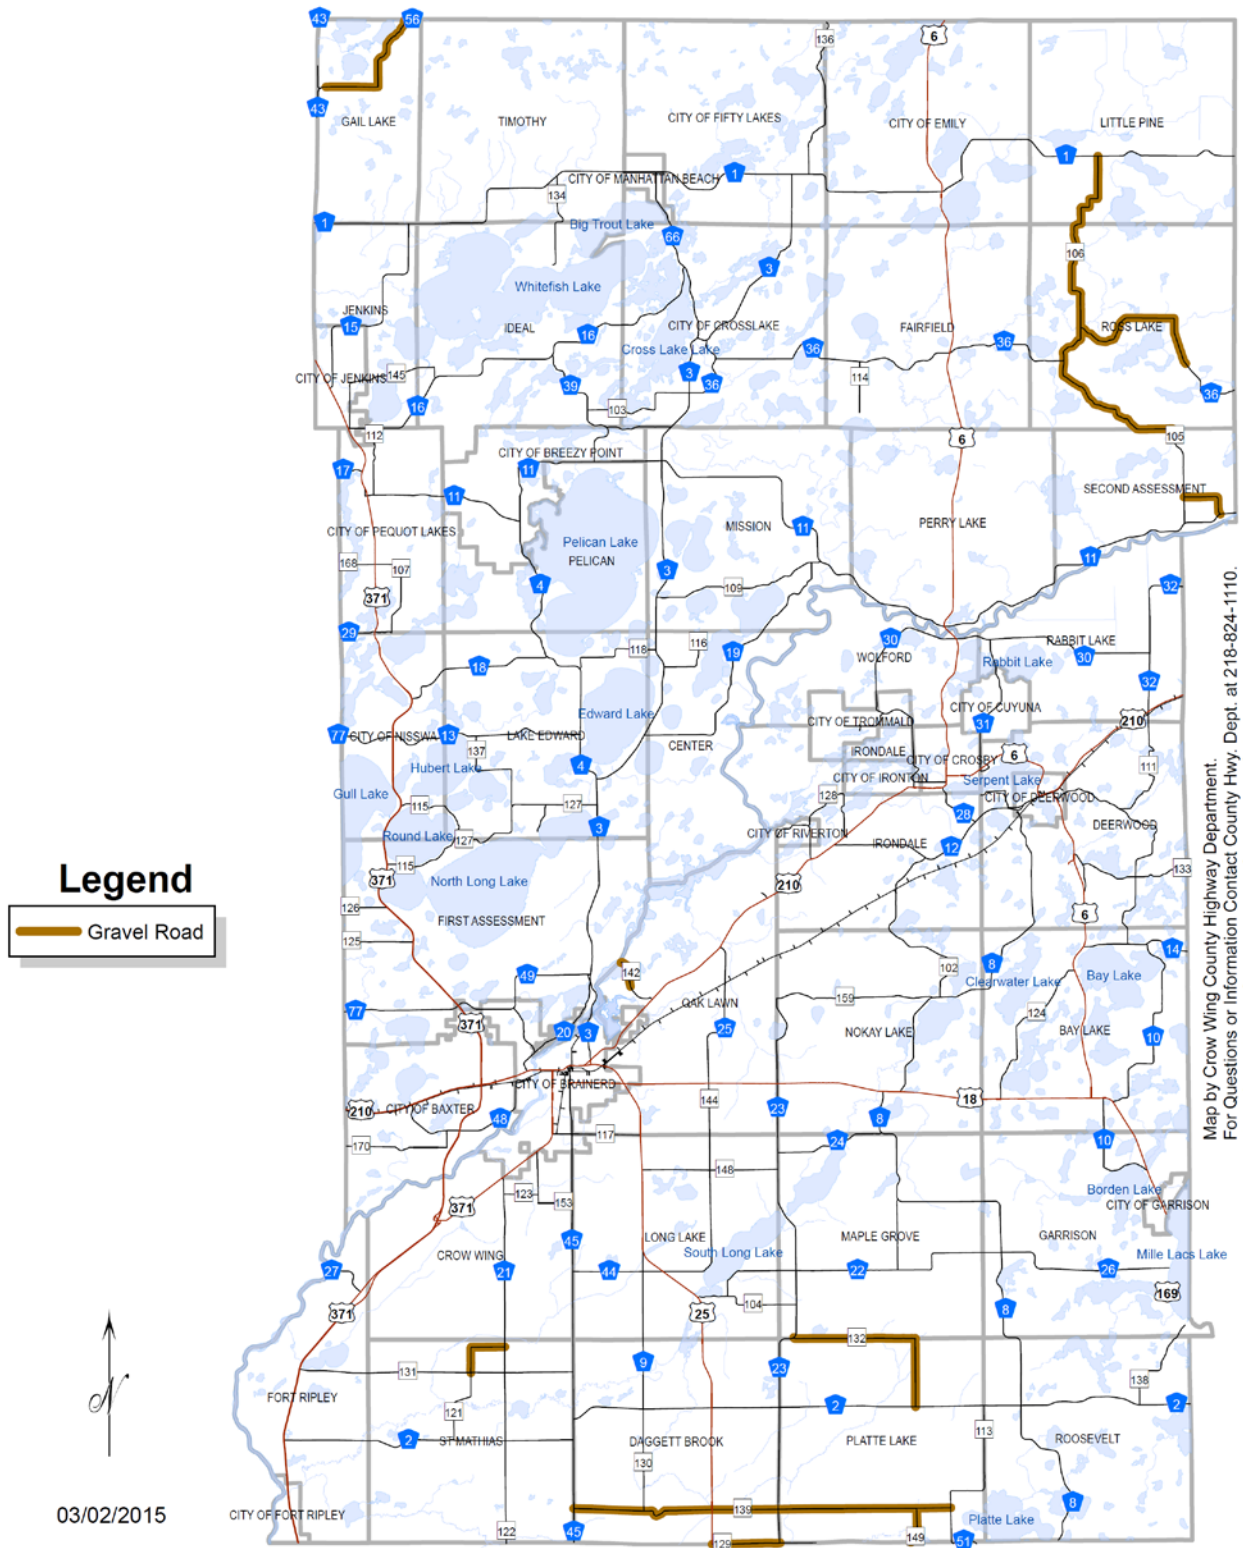 43
56
136
6
43
GAIL LAKE
TIMOTHY
CITY OF FIFTY LAKES
CITY OF EMILY
LITTLE PINE
1
CITY OF MANHATTAN BEACH
1
134
1
Big Trout Lake
66
106
3
Whitefish Lake
JENKINS
15
IDEAL
16
CITY OF CROSSLAKE
FAIRFIELD
ROSS LAKE
36
Cross Lake Lake
36
CITY OF JENKINS
145
39
3
36
114
36
16
103
112
6
105
CITY OF BREEZY POINT
17
11
11
SECOND ASSESSMENT
CITY OF PEQUOT LAKES
MISSION
11
PERRY LAKE
Pelican Lake
PELICAN
11
168
107
4
3
109
32
371
29
118
116
19
30
RABBIT LAKE
WOLFORD
30
Rabbit Lake
18
32
Edward Lake
CITY OF CUYUNA
210
77
CITY OF NISSWA
13
LAKE EDWARD
CENTER
CITY OF TROMMALD
31
137
IRONDALE
CITY OF CROSBY
6
Hubert Lake
4
CITY OF IRONTON
Serpent Lake
111
Gull Lake
115
127
128
CITY OF DEERWOOD
28
DEERWOOD
Round Lake
127
3
CITY OF RIVERTON
IRONDALE
12
115
371
North Long Lake
210
133
126
FIRST ASSESSMENT
6
125
14
49
142
102
8
Clearwater Lake
Bay Lake
77
OAK LAWN
159
124
371
20
3
25
NOKAY LAKE
BAY LAKE
10
CITY OF BRAINERD
210
CITY OF BAXTER
48
144
23
8
18
170
117
24
10
148
123
153
371
Borden Lake
CITY OF GARRISON
CROW WING
45
LONG LAKE
South Long Lake
MAPLE GROVE
GARRISON
Mille Lacs Lake
27
21
44
22
26
169
371
104
25
8
132
131
9
23
138
FORT RIPLEY
121
2
2
2
ST MATHIAS
DAGGETT BROOK
PLATTE LAKE
113
ROOSEVELT
130
8
CITY OF FORT RIPLEY
139
Platte Lake
122
45
129
149
51
Legend
Gravel Road
N
03/02/2015
Map by Crow Wing County Highway Department.
For Questions or Information Contact County Hwy. Dept. at 218-824-1110.